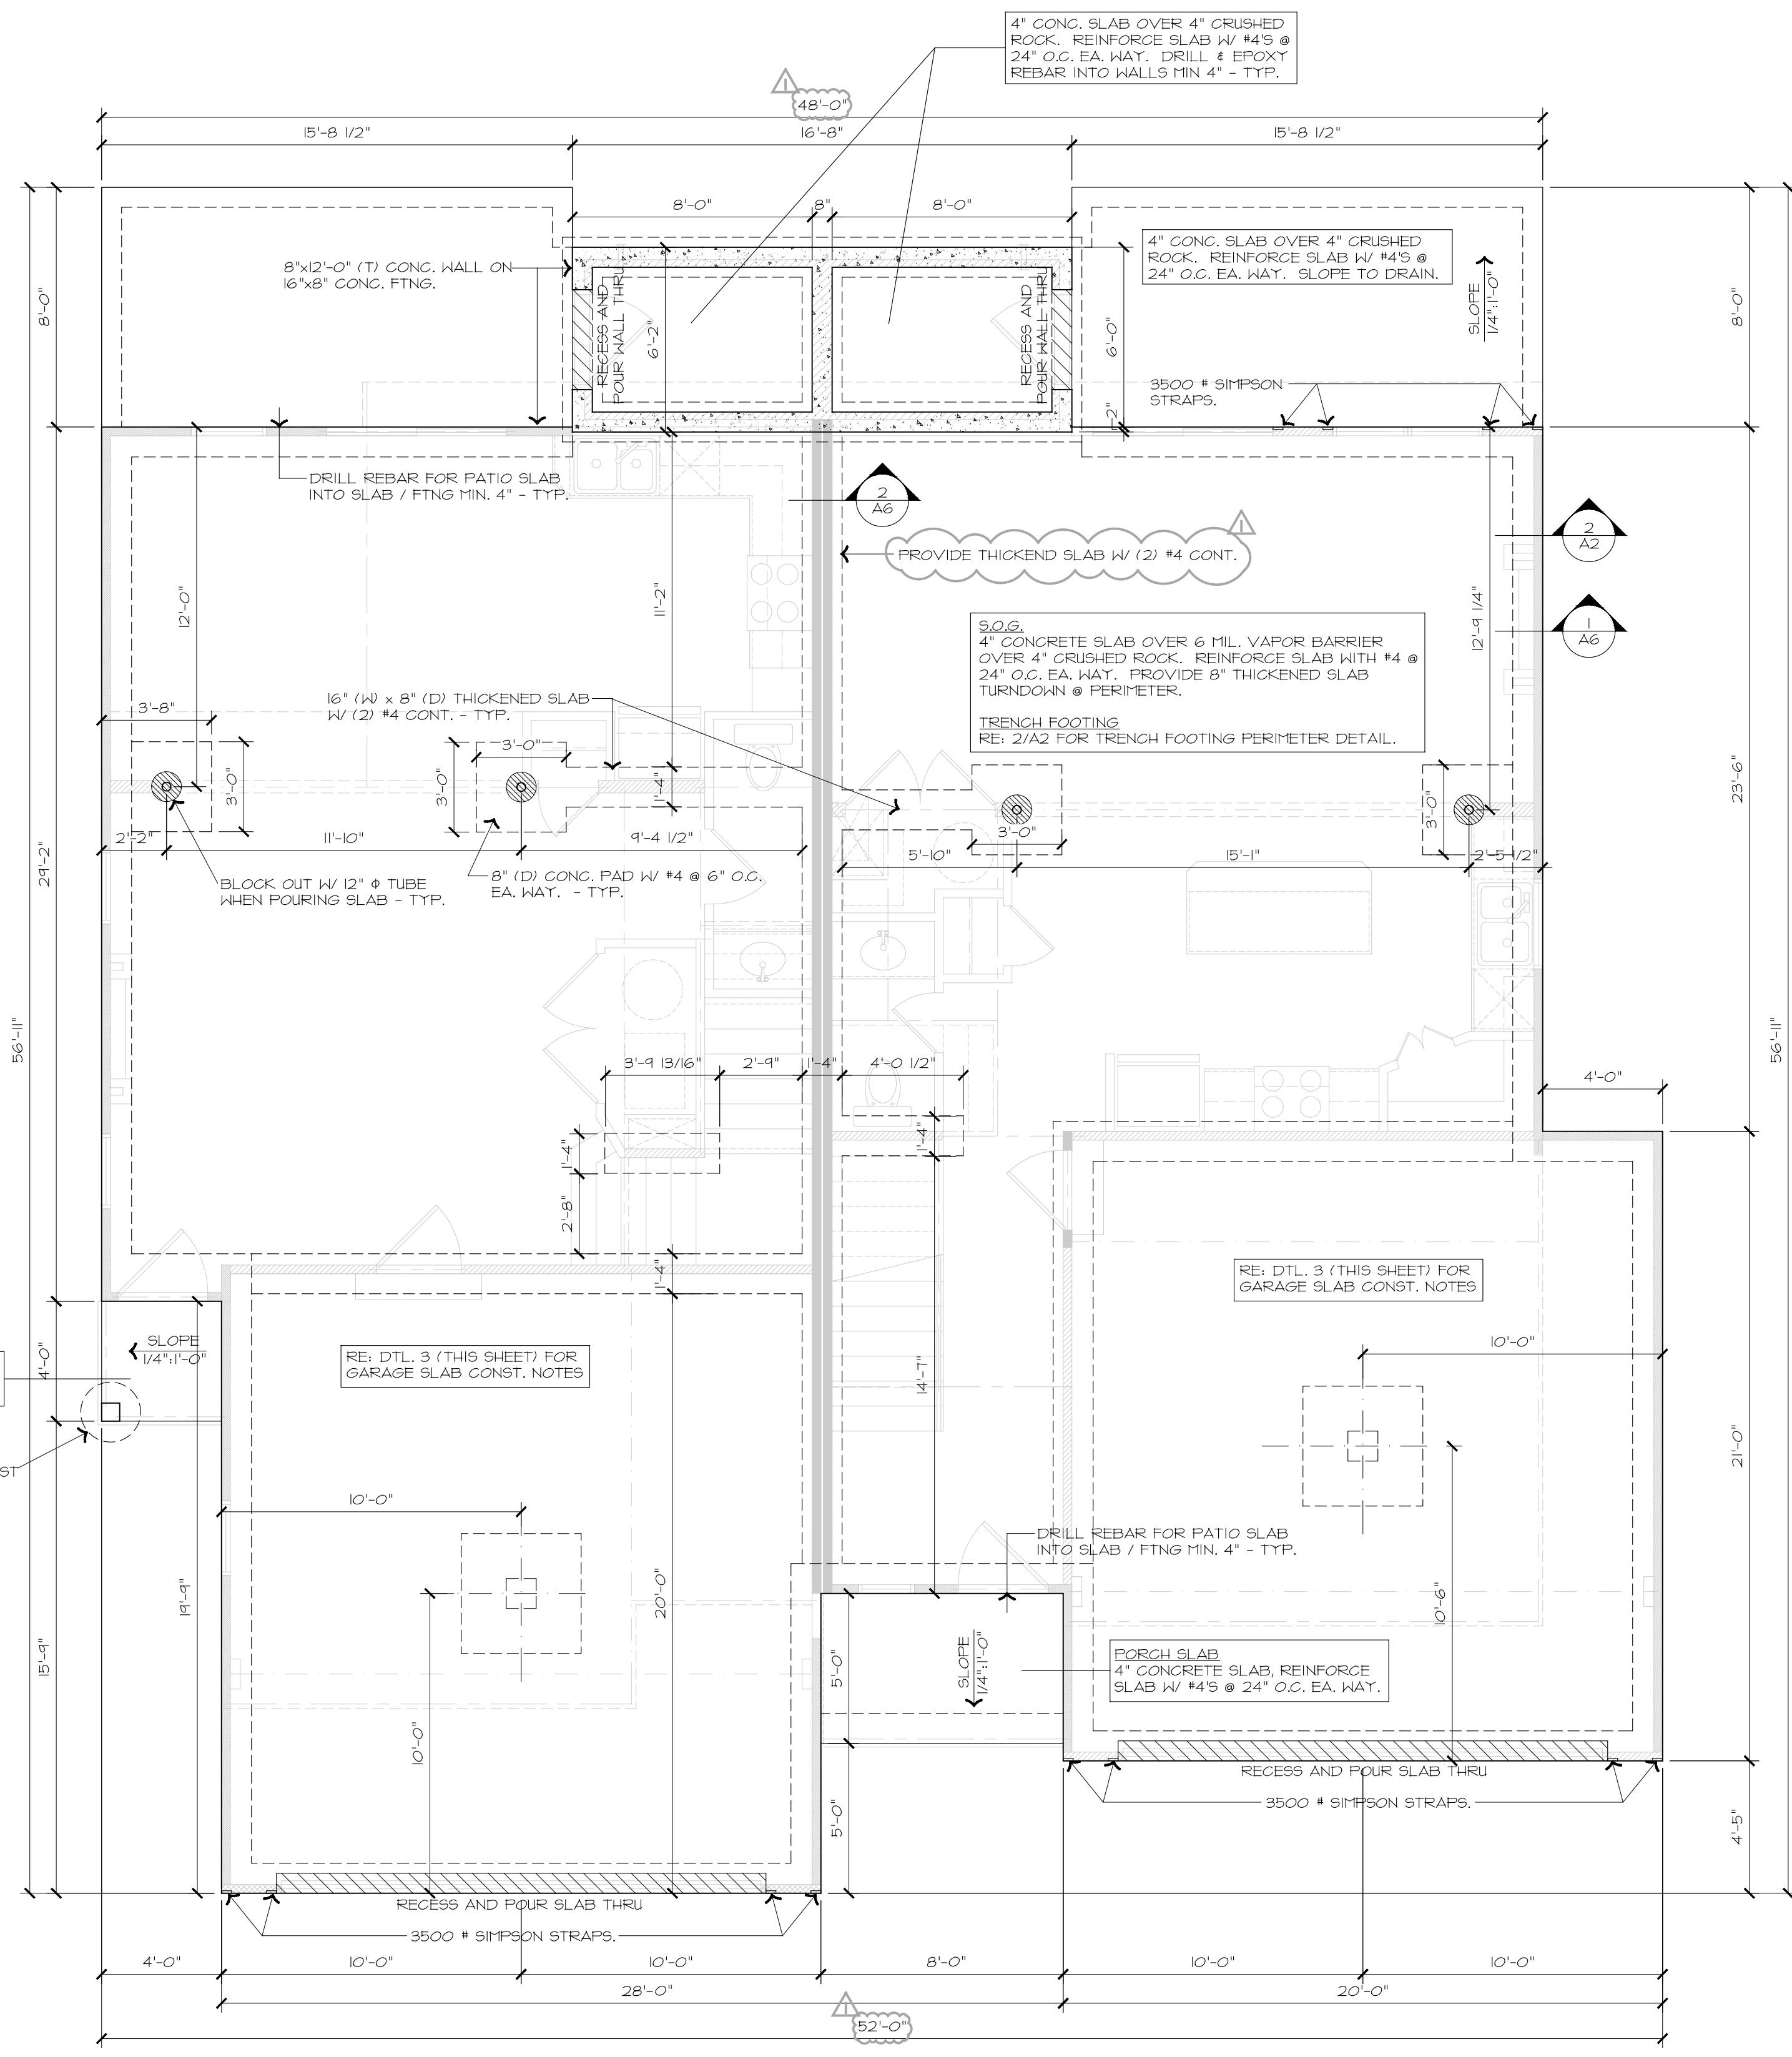 4" CONC. SLAB OVER 4" CRUSHED
ROCK. REINFORCE SLAB W/ #4'S @
24" O.C. EA. WAY. DRILL & EPOXY
REBAR INTO WALLS MIN 4" - TYP.
1
48'-0"
15'-8 1/2"
16'-8"
15'-8 1/2"
8'-0"
8"
8'-0"
8"x12'-0" (T) CONC. WALL ON
16"x8" CONC. FTNG.
RECESS AND
POUR WALL THRU
6'-2"
RECESS AND
POUR WALL THRU
6'-0"
2"
4" CONC. SLAB OVER 4" CRUSHED
ROCK. REINFORCE SLAB W/ #4'S @
24" O.C. EA. WAY. SLOPE TO DRAIN.
SLOPE
1/4":1'-0"
8'-0"
8'-0"
3500 # SIMPSON
STRAPS.
DRILL REBAR FOR PATIO SLAB
INTO SLAB / FTNG MIN. 4" - TYP.
2
A6
1
PROVIDE THICKEND SLAB W/ (2) #4 CONT.
2
A2
1
A6
12'-0"
11'-2"
12'-9 1/4"
S.O.G.
4" CONCRETE SLAB OVER 6 MIL. VAPOR BARRIER
OVER 4" CRUSHED ROCK. REINFORCE SLAB WITH #4 @
24" O.C. EA. WAY. PROVIDE 8" THICKENED SLAB
TURNDOWN @ PERIMETER.
TRENCH FOOTING
RE: 2/A2 FOR TRENCH FOOTING PERIMETER DETAIL.
16" (W) x 8" (D) THICKENED SLAB
W/ (2) #4 CONT. - TYP.
3'-8"
3'-0"
3'-0"
3'-0"
1'-4"
3'-0"
3'-0"
23'-6"
2'-2"
11'-10"
9'-4 1/2"
5'-10"
15'-1"
2'-5 1/2"
29'-2"
BLOCK OUT W/ 12" Φ TUBE
WHEN POURING SLAB - TYP.
8" (D) CONC. PAD W/ #4 @ 6" O.C.
EA. WAY. - TYP.
56'-11"
56'-11"
3'-9 13/16"
2'-9"
1'-4"
4'-0 1/2"
4'-0"
1'-4"
1'-4"
2'-8"
1'-4"
RE: DTL. 3 (THIS SHEET) FOR
GARAGE SLAB CONST. NOTES
4'-0"
SLOPE
1/4":1'-0"
RE: DTL. 3 (THIS SHEET) FOR
GARAGE SLAB CONST. NOTES
14'-7"
10'-0"
21'-0"
10'-0"
DRILL REBAR FOR PATIO SLAB
INTO SLAB / FTNG MIN. 4" - TYP.
19'-9"
20'-0"
10'-6"
15'-9"
5'-0"
SLOPE
1/4":1'-0"
PORCH SLAB
4" CONCRETE SLAB, REINFORCE
SLAB W/ #4'S @ 24" O.C. EA. WAY.
10'-0"
RECESS AND POUR SLAB THRU
3500 # SIMPSON STRAPS.
5'-0"
4'-5"
RECESS AND POUR SLAB THRU
3500 # SIMPSON STRAPS.
4'-0"
10'-0"
10'-0"
8'-0"
10'-0"
10'-0"
28'-0"
20'-0"
1
52'-0"